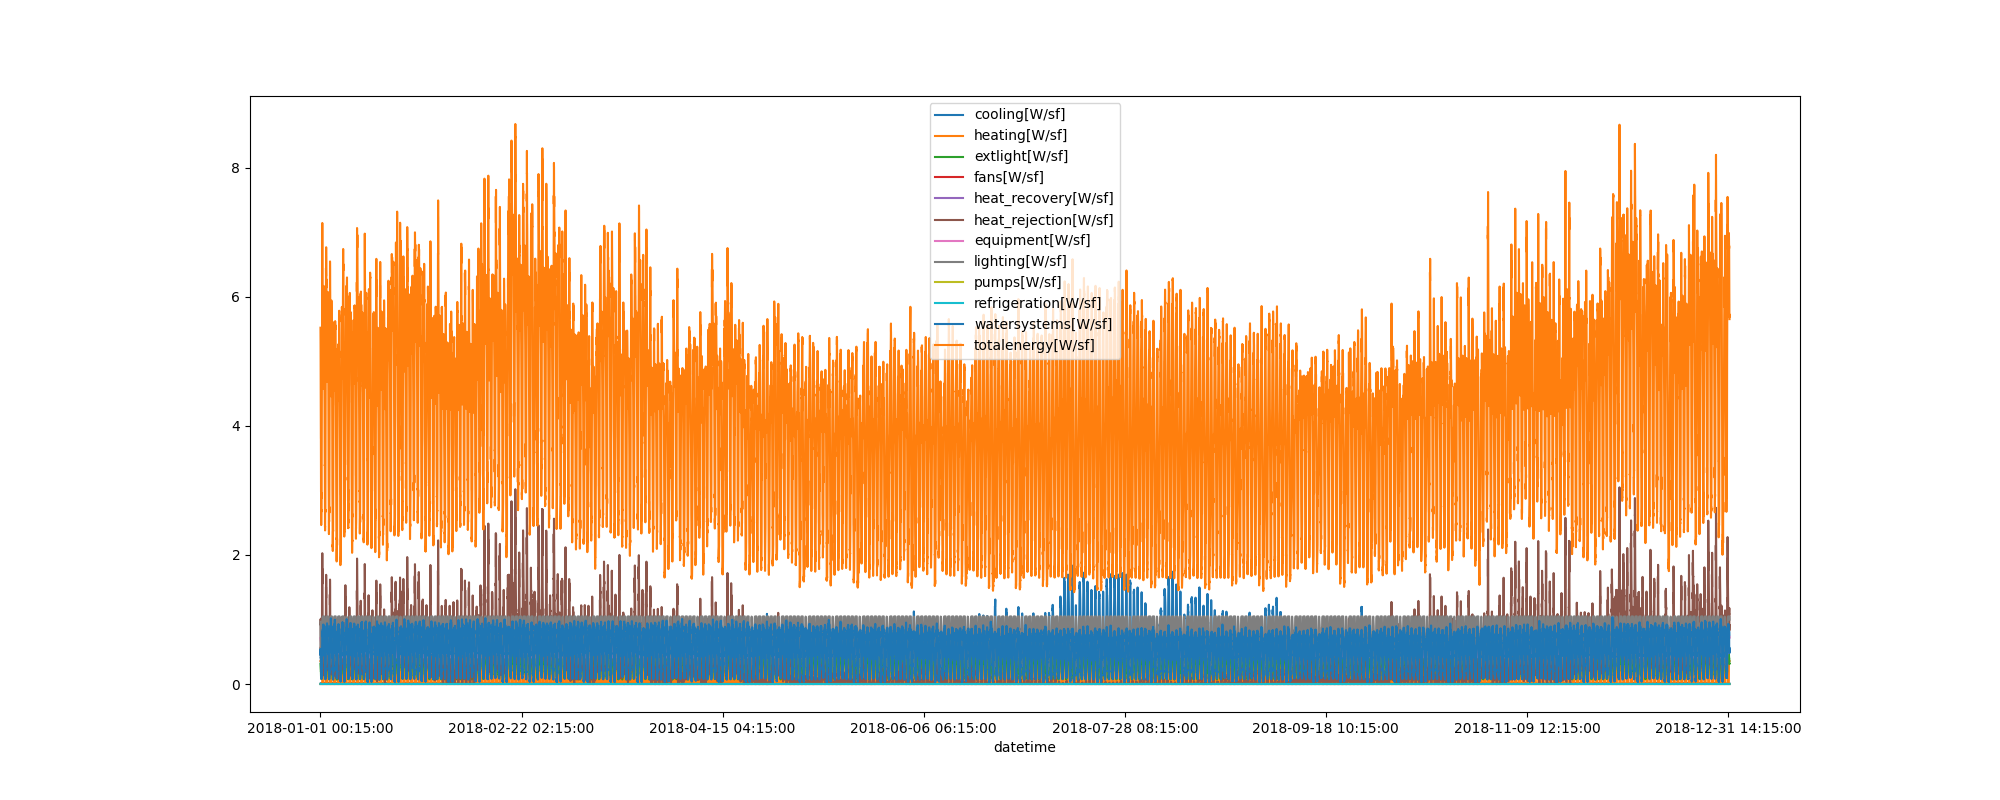 cooling[W/sf]
heating[W/sf]
extlight[W/sf]
fans[W/sf]
heat_recovery[W/sf]
heat_rejection[W/sf]
equipment[W/sf]
lighting[W/sf]
pumps[W/sf]
refrigeration[W/sf]
watersystems[W/sf]
totalenergy[W/sf]
8
6
4
2
0
2018-01-01 00:15:00 2018-02-22 02:15:00 2018-04-15 04:15:00 2018-06-06 06:15:00 2018-07-28 08:15:00 2018-09-18 10:15:00 2018-11-09 12:15:00 2018-12-31 14:15:00
datetime